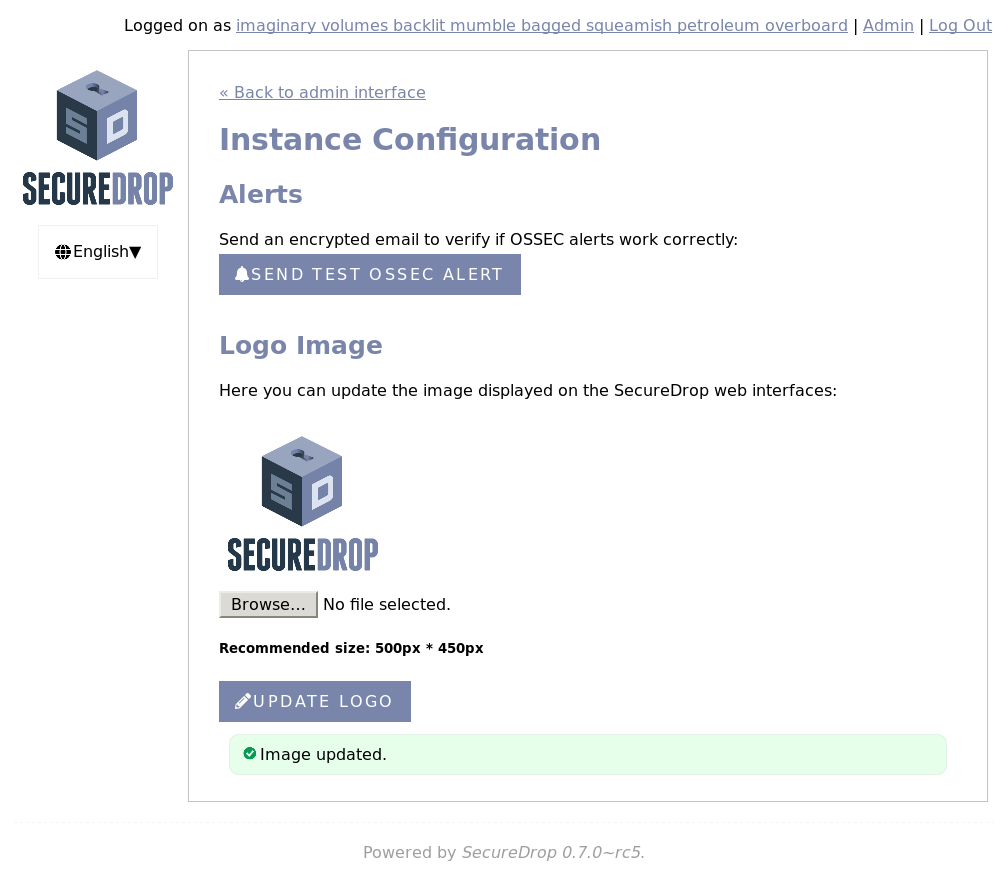 Logged on as imaginary volumes backlit mumble bagged squeamish petroleum overboard | Admin | Log Out
SD
SECUREDROP
English▼
« Back to admin interface
Instance Configuration
Alerts
Send an encrypted email to verify if OSSEC alerts work correctly:
SEND TEST OSSEC ALERT
Logo Image
Here you can update the image displayed on the SecureDrop web interfaces:
SD
SECUREDROP
Browse... No file selected.
Recommended size: 500px * 450px
UPDATE LOGO
Image updated.
Powered by SecureDrop 0.7.0~rc5.